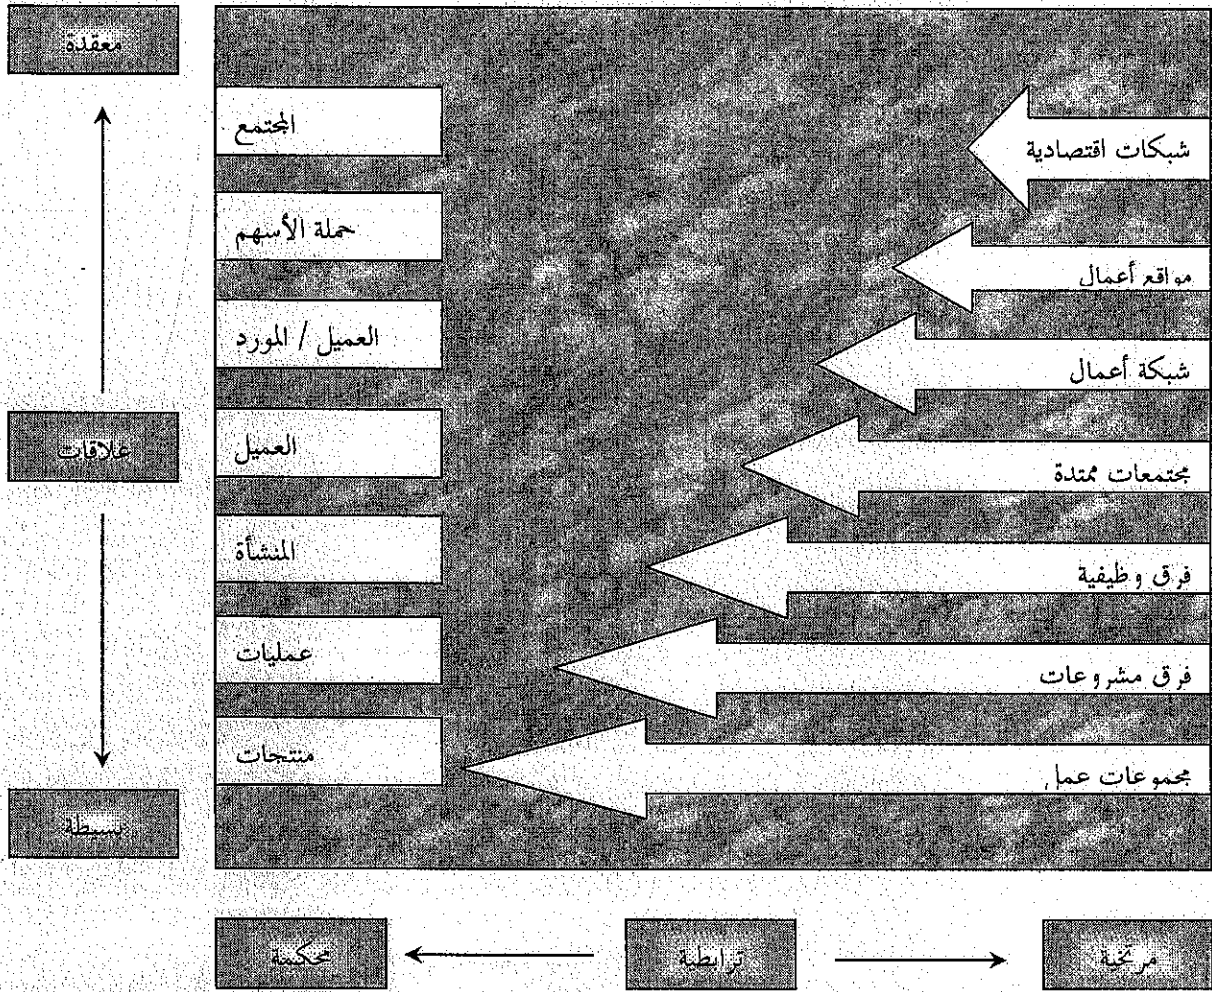 معقدة
المجتمع
شبكات اقتصادية
حملة الأسهم
مواقع أعمال
العميل / المورد
شبكة أعمال
علاقات
العميل
مجتمعات ممتدة
المنشأة
فرق وظيفية
عمليات
فرق مشروعات
منتجات
مجموعات عمل
بسيطة
محكمة
ترابطية
مرتخية